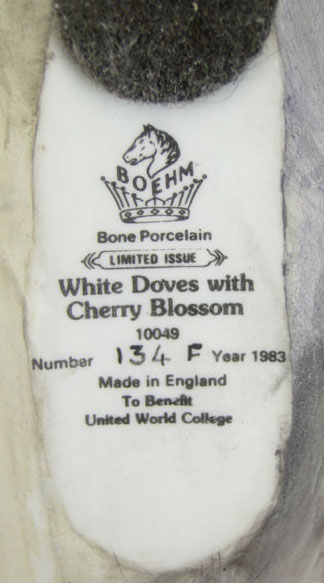 BOEHM
Bone Porcelain
LIMITED ISSUE
White Doves with
Cherry Blossom
10049
Number 134 F Year 1983
Made in England
To Benefit
United World College